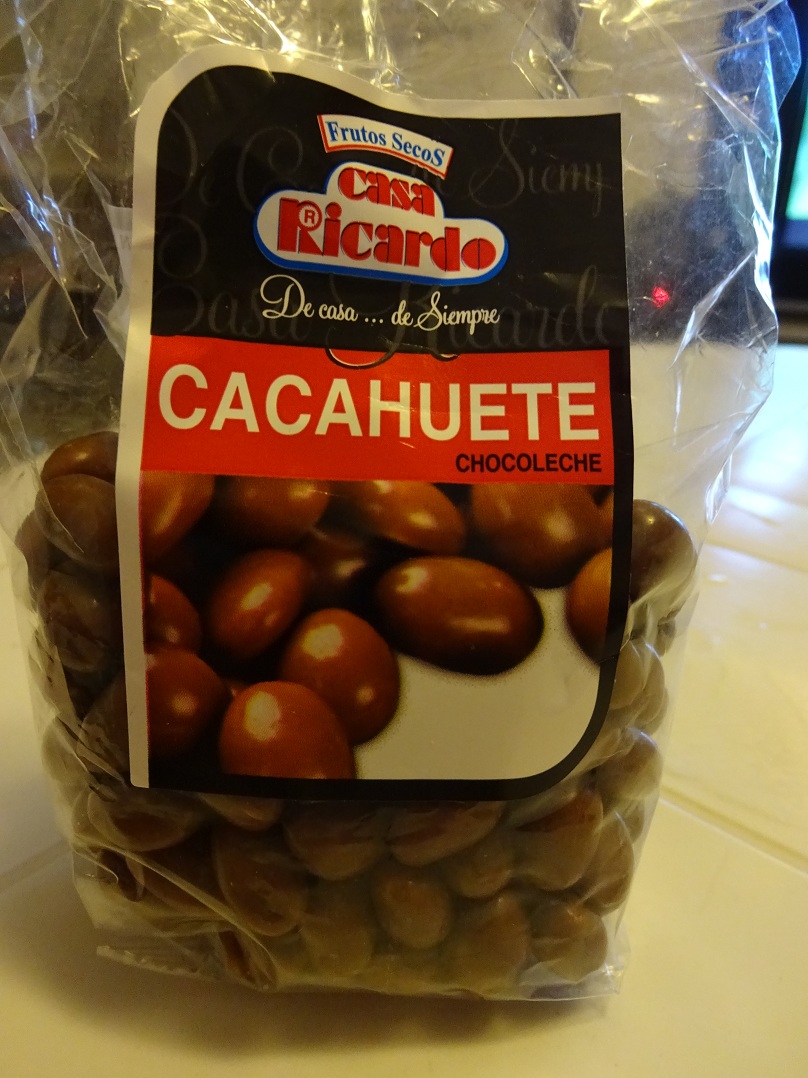 Frutos SecoS
casa
Ricardo
®
De casa ... de Siempre
CACAHUETE
CHOCOLECHE